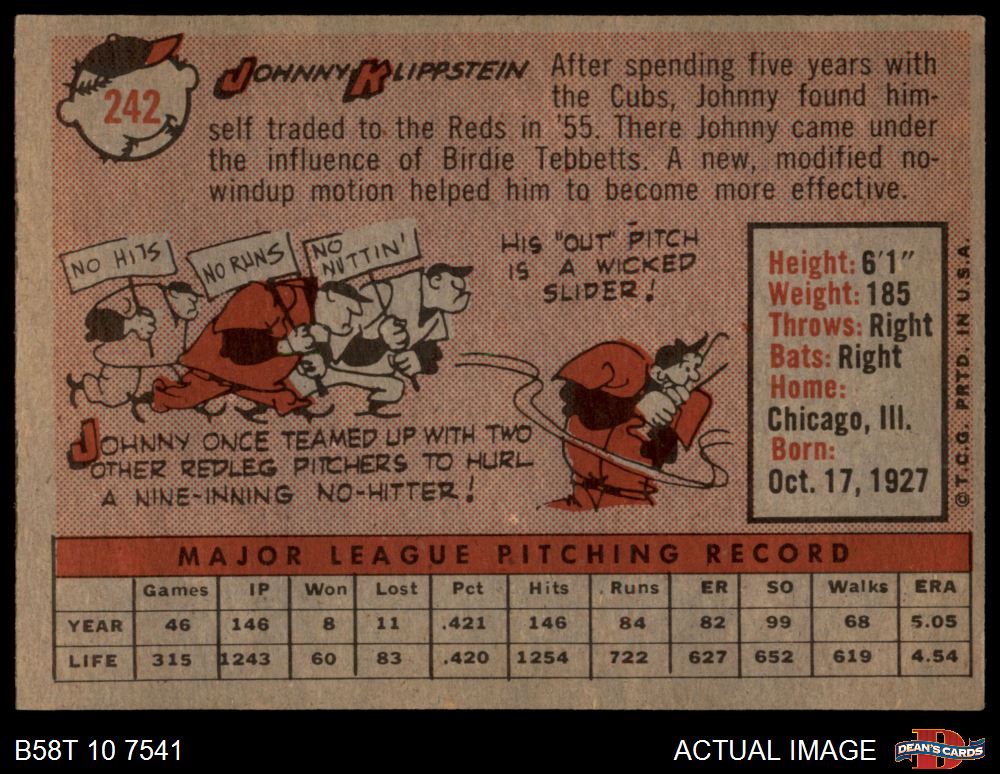 242
JOHNNY KLIPPSTEIN
After spending five years with
the Cubs, Johnny found him-
self traded to the Reds in '55. There Johnny came under
the influence of Birdie Tebbetts. A new, modified no-
windup motion helped him to become more effective.
NO HITS
NO RUNS
NO
NUTTIN'
JOHNNY ONCE TEAMED UP WITH TWO
OTHER REDLEG PITCHERS TO HURL
A NINE-INNING NO-HITTER!
HIS "OUT" PITCH
IS A WICKED
SLIDER!
Height: 6'1"
Weight: 185
Throws: Right
Bats: Right
Home:
Chicago, Ill.
Born:
Oct. 17, 1927
© T.C.G. PRTD. IN U.S.A.
MAJOR LEAGUE PITCHING RECORD
Games IP Won Lost Pct Hits Runs ER SO Walks ERA
YEAR 46 146 8 11 .421 146 84 82 99 68 5.05
LIFE 315 1243 60 83 .420 1254 722 627 652 619 4.54
B58T 10 7541
ACTUAL IMAGE
DEAN'S CARDS